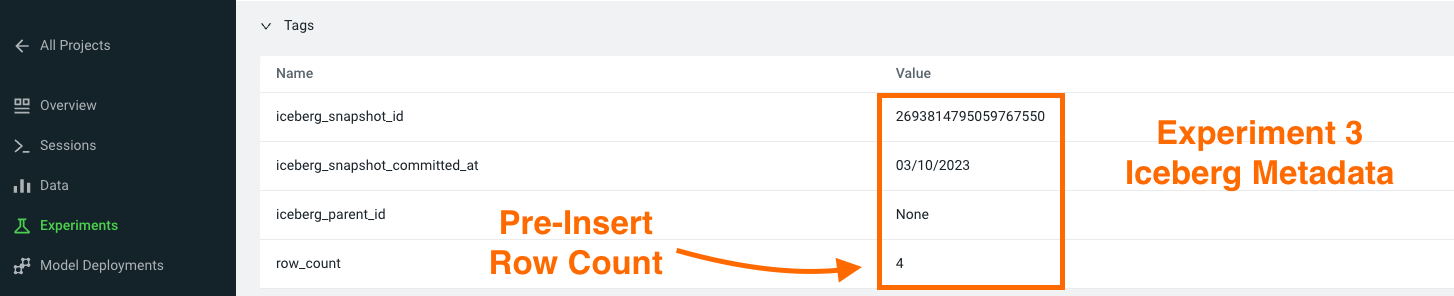 All Projects
Overview
Sessions
Data
Experiments
Model Deployments
Tags
Name Value
iceberg_snapshot_id 2693814795059767550
iceberg_snapshot_committed_at 03/10/2023
iceberg_parent_id None
row_count 4
Pre-Insert
Row Count
Experiment 3
Iceberg Metadata